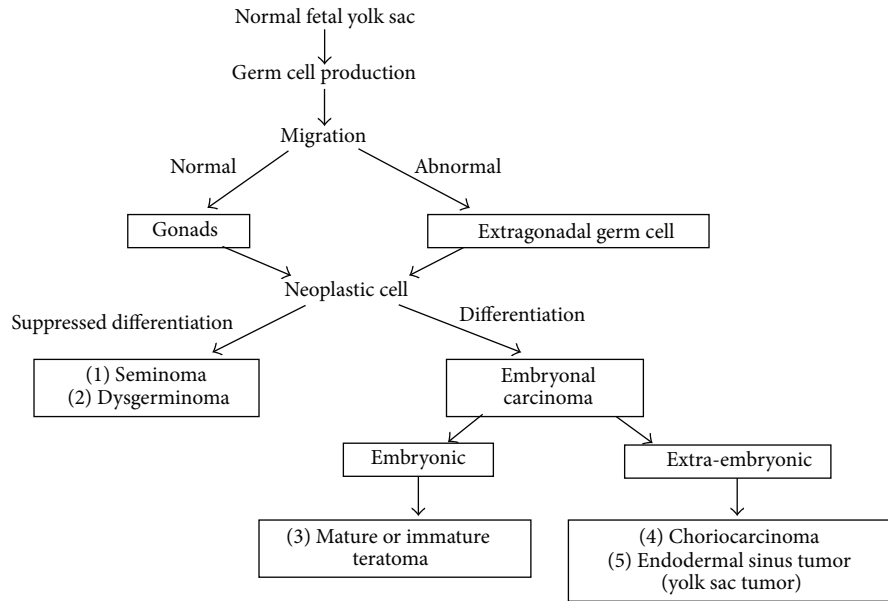 Normal fetal yolk sac
Germ cell production
Migration
Normal
Abnormal
Gonads
Extragonadal germ cell
Neoplastic cell
Suppressed differentiation
Differentiation
(1) Seminoma
(2) Dysgerminoma
Embryonal
carcinoma
Embryonic
Extra-embryonic
(3) Mature or immature
teratoma
(4) Choriocarcinoma
(5) Endodermal sinus tumor
(yolk sac tumor)